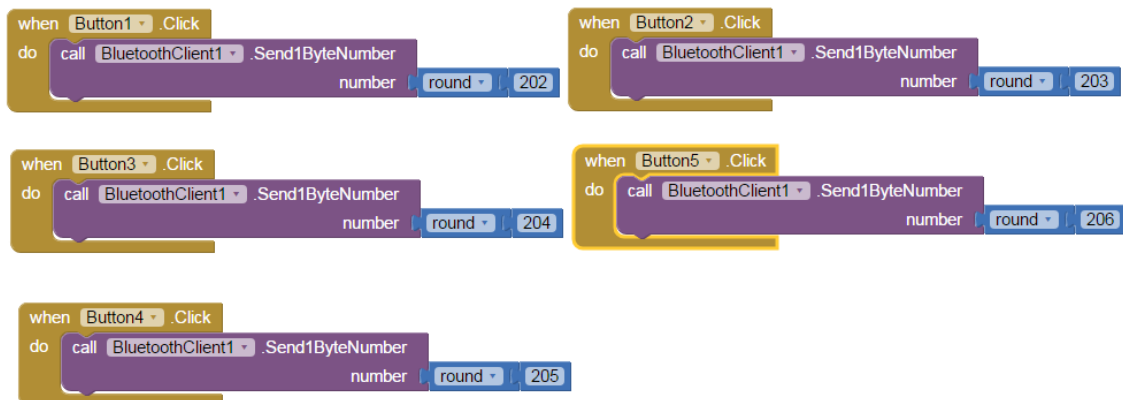 when Button1 .Click
do call BluetoothClient1 .Send1ByteNumber
number round 202
when Button2 .Click
do call BluetoothClient1 .Send1ByteNumber
number round 203
when Button3 .Click
do call BluetoothClient1 .Send1ByteNumber
number round 204
when Button5 .Click
do call BluetoothClient1 .Send1ByteNumber
number round 206
when Button4 .Click
do call BluetoothClient1 .Send1ByteNumber
number round 205